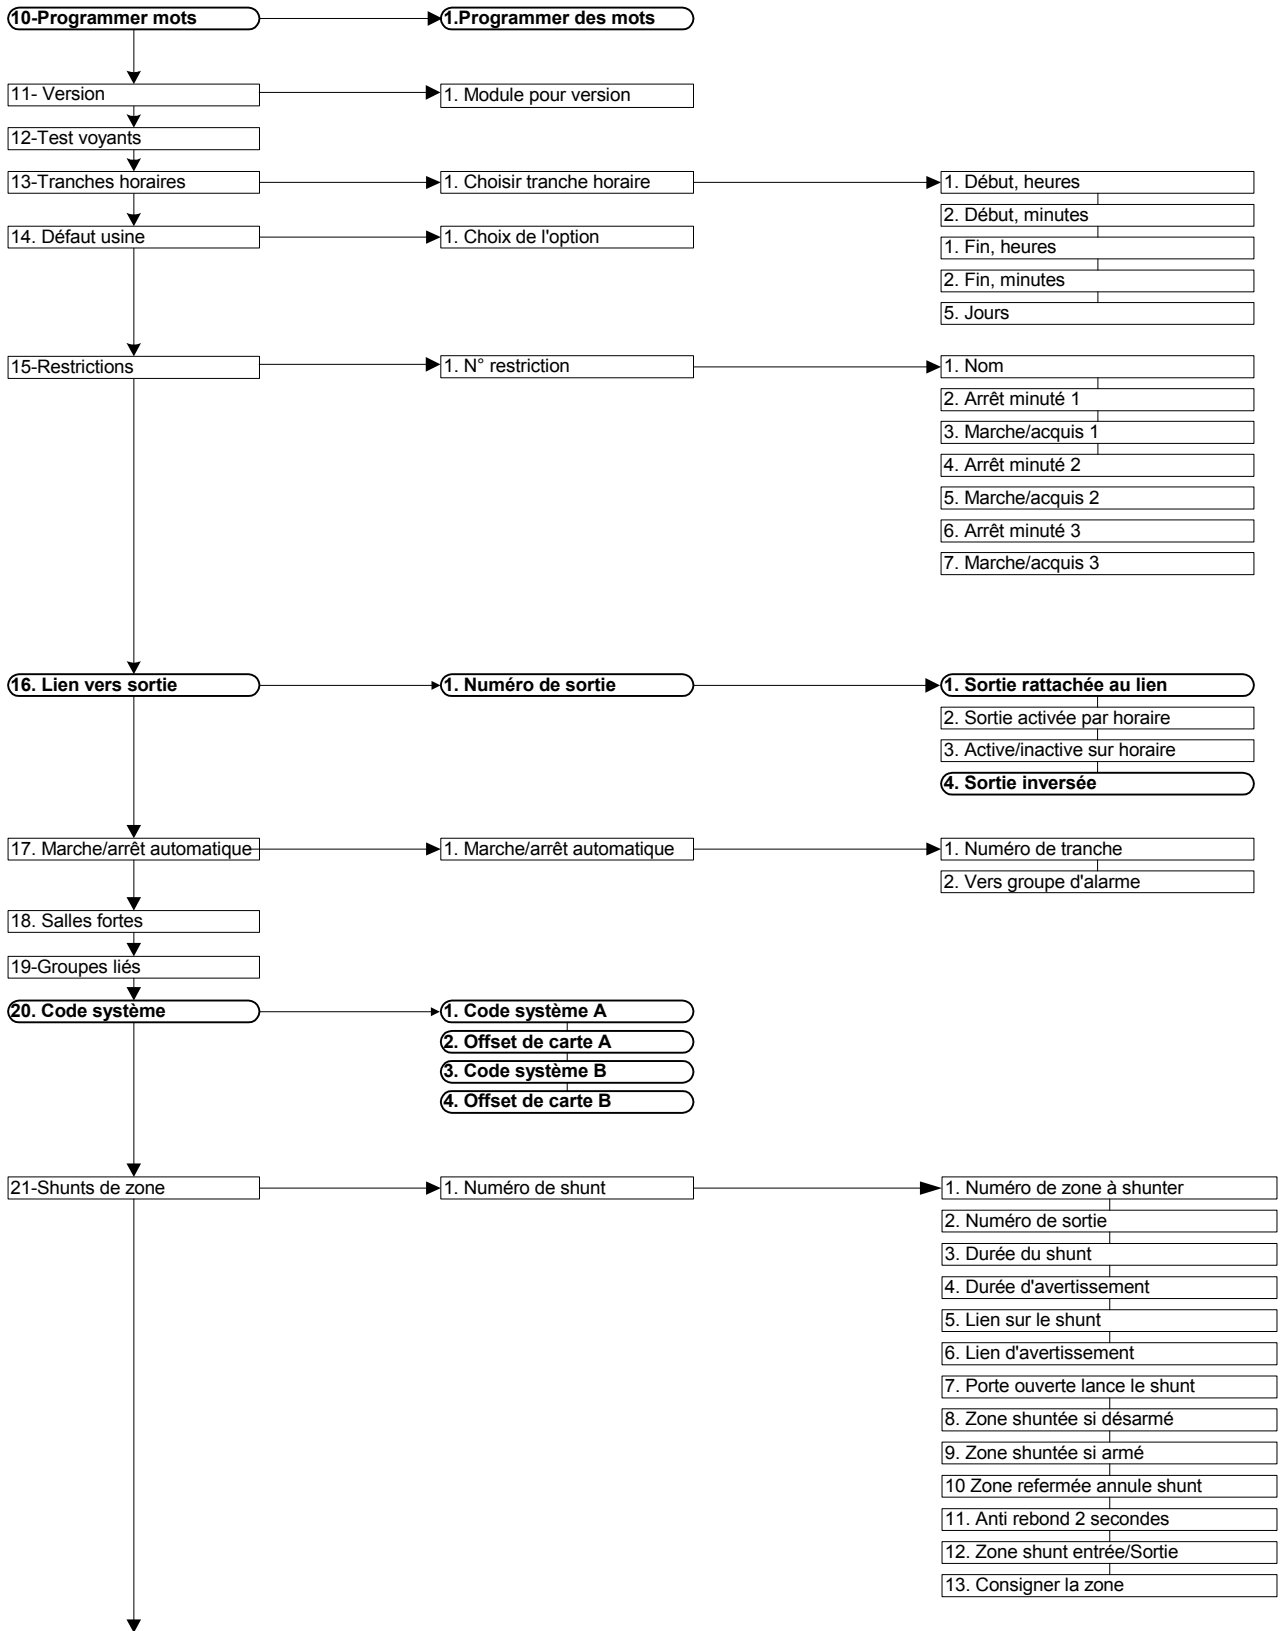 10-Programmer mots
1.Programmer des mots
11- Version
1. Module pour version
12-Test voyants
13-Tranches horaires
1. Choisir tranche horaire
1. Début, heures
2. Début, minutes
14. Défaut usine
1. Choix de l'option
1. Fin, heures
2. Fin, minutes
5. Jours
15-Restrictions
1. N° restriction
1. Nom
2. Arrêt minuté 1
3. Marche/acquis 1
4. Arrêt minuté 2
5. Marche/acquis 2
6. Arrêt minuté 3
7. Marche/acquis 3
16. Lien vers sortie
1. Numéro de sortie
1. Sortie rattachée au lien
2. Sortie activée par horaire
3. Active/inactive sur horaire
4. Sortie inversée
17. Marche/arrêt automatique
1. Marche/arrêt automatique
1. Numéro de tranche
2. Vers groupe d'alarme
18. Salles fortes
19-Groupes liés
20. Code système
1. Code système A
2. Offset de carte A
3. Code système B
4. Offset de carte B
21-Shunts de zone
1. Numéro de shunt
1. Numéro de zone à shunter
2. Numéro de sortie
3. Durée du shunt
4. Durée d'avertissement
5. Lien sur le shunt
6. Lien d'avertissement
7. Porte ouverte lance le shunt
8. Zone shuntée si désarmé
9. Zone shuntée si armé
10 Zone refermée annule shunt
11. Anti rebond 2 secondes
12. Zone shunt entrée/Sortie
13. Consigner la zone